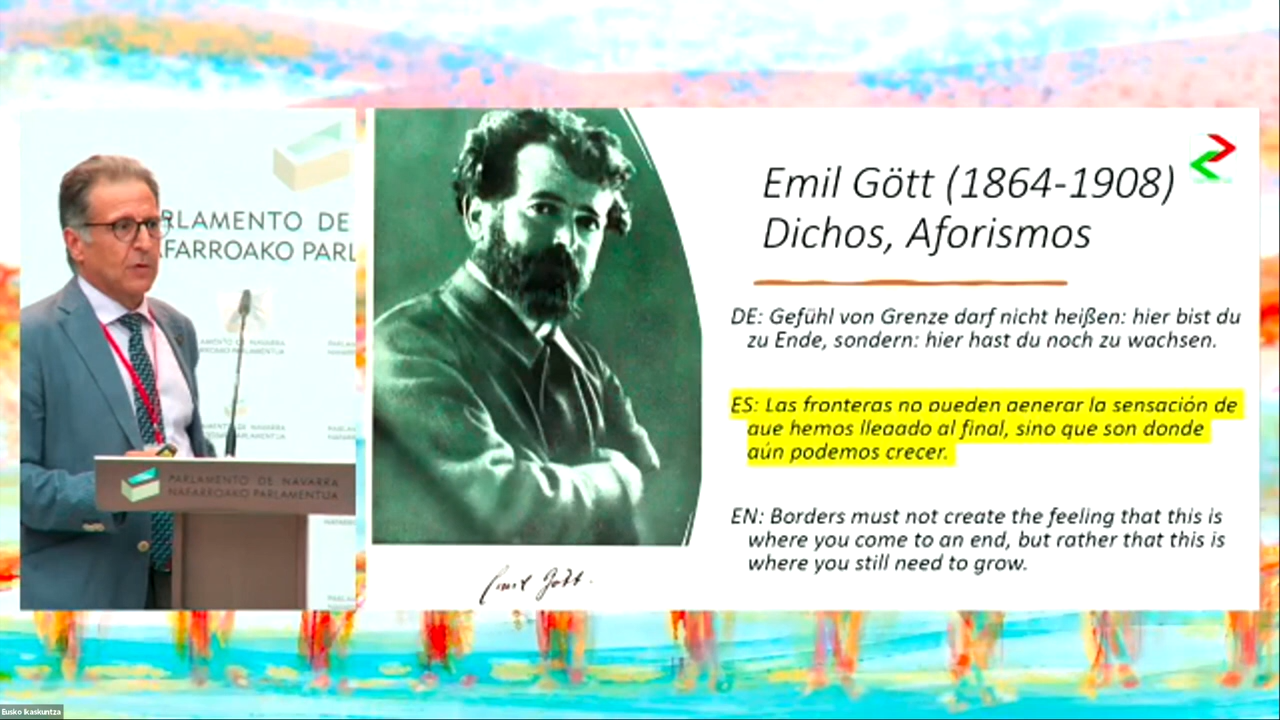 RLAMENTO DE
AFARROAKO PARL
PARLAMENTO DE NAVARRA
NAFARROAKO PARLAMENTUA
Emil Gött.
Emil Gött (1864-1908)
Dichos, Aforismos
DE: Gefühl von Grenze darf nicht heißen: hier bist du
zu Ende, sondern: hier hast du noch zu wachsen.
ES: Las fronteras no pueden generar la sensación de
que hemos llegado al final, sino que son donde
aún podemos crecer.
EN: Borders must not create the feeling that this is
where you come to an end, but rather that this is
where you still need to grow.
Eusko Ikaskuntza